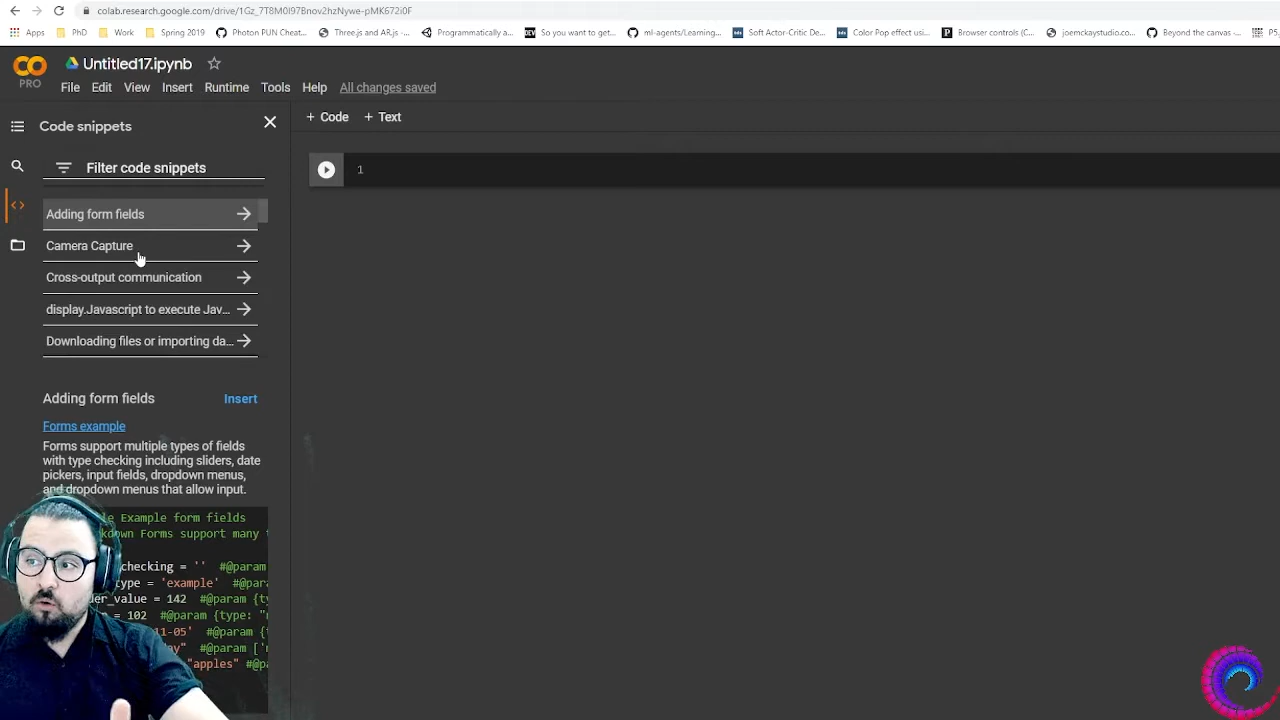 colab.research.google.com/drive/1Gz_7T8M0I97Bnov2hzNywe-pMK672i0F
Apps PhD Work Spring 2019 Photon PUN Cheat... Three.js and AR.js -... Programmatically a... So you want to get... ml-agents/Learning... Soft Actor-Critic De... Color Pop effect usi... Browser controls (C... joemckaystudio.co... Beyond the canvas -... P5.
Untitled17.ipynb
PRO
File Edit View Insert Runtime Tools Help All changes saved
Code snippets
+ Code + Text
Filter code snippets
1
Adding form fields
Camera Capture
Cross-output communication
display.Javascript to execute Jav...
Downloading files or importing da...
Adding form fields Insert
Forms example
Forms support multiple types of fields
with type checking including sliders, date
pickers, input fields, dropdown menus,
and dropdown menus that allow input.
Example form fields
Forms support many
checking = '' #@param
type = 'example' #@para
value = 142 #@param {ty
= 102 #@param {type: "n
11-05' #@param {
#@param ['
"apples" #@pa